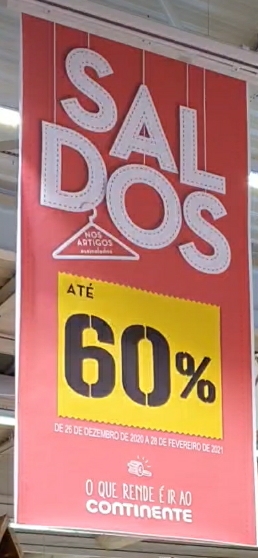 SAL
DOS
NOS
ARTIGOS
assinalados
ATÉ
60%
DE 26 DE DEZEMBRO DE 2020 A 28 DE FEVEREIRO DE 2021
O QUE RENDE É IR AO
CONTINENTE